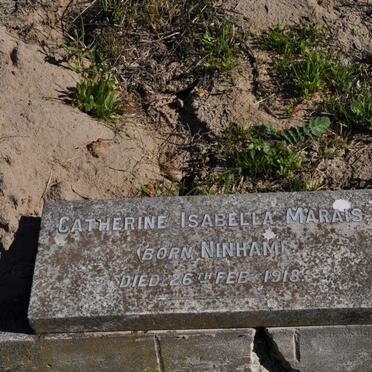 CATHERINE ISABELLA MARAIS
(BORN NINHAM)
DIED 26TH FEB. 1918